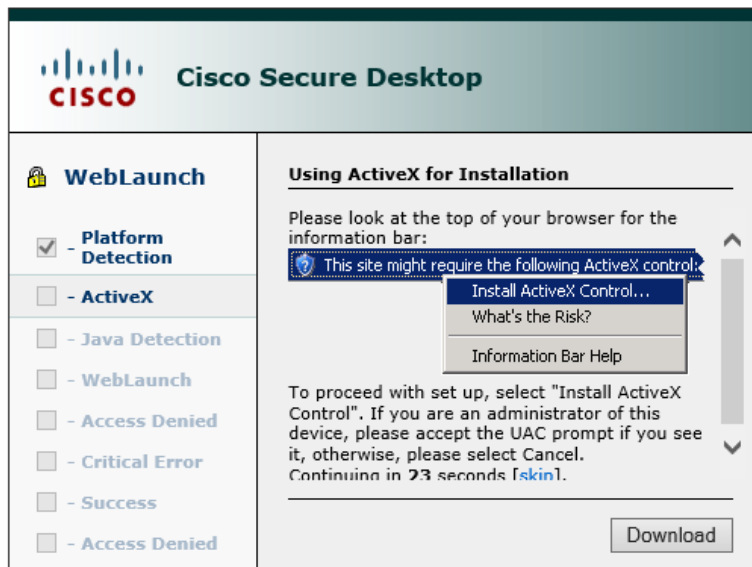 CISCO
Cisco Secure Desktop
WebLaunch
- Platform
Detection
- ActiveX
- Java Detection
- WebLaunch
- Access Denied
- Critical Error
- Success
- Access Denied
Using ActiveX for Installation
Please look at the top of your browser for the
information bar:
This site might require the following ActiveX control:
Install ActiveX Control...
What's the Risk?
Information Bar Help
To proceed with set up, select "Install ActiveX
Control". If you are an administrator of this
device, please accept the UAC prompt if you see
it, otherwise, please select Cancel.
Continuing in 23 seconds [skip].
Download